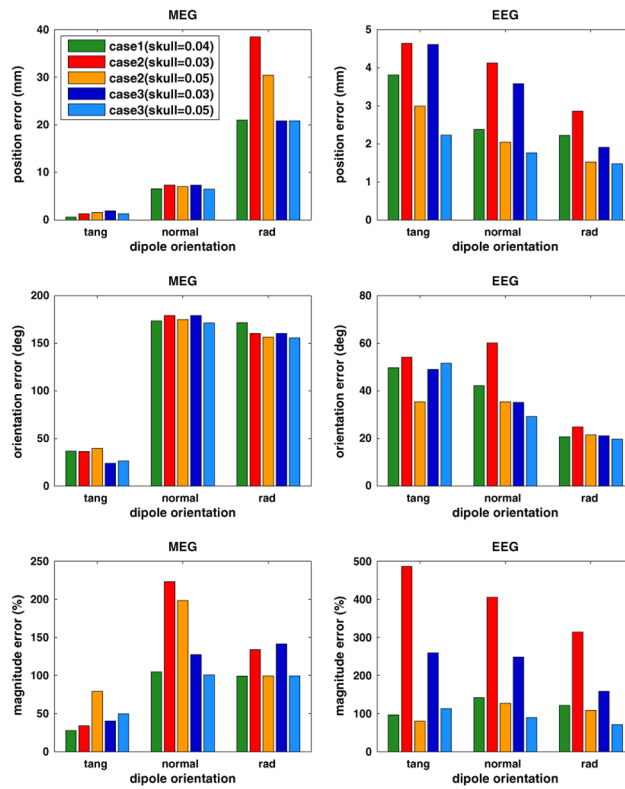 MEG
position error (mm)
40
30
20
10
0
case1(skull=0.04)
case2(skull=0.03)
case2(skull=0.05)
case3(skull=0.03)
case3(skull=0.05)
tang normal rad
dipole orientation
EEG
position error (mm)
5
4
3
2
1
0
tang normal rad
dipole orientation
MEG
orientation error (deg)
200
150
100
50
0
tang normal rad
dipole orientation
EEG
orientation error (deg)
80
60
40
20
0
tang normal rad
dipole orientation
MEG
magnitude error (%)
250
200
150
100
50
0
tang normal rad
dipole orientation
EEG
magnitude error (%)
500
400
300
200
100
0
tang normal rad
dipole orientation